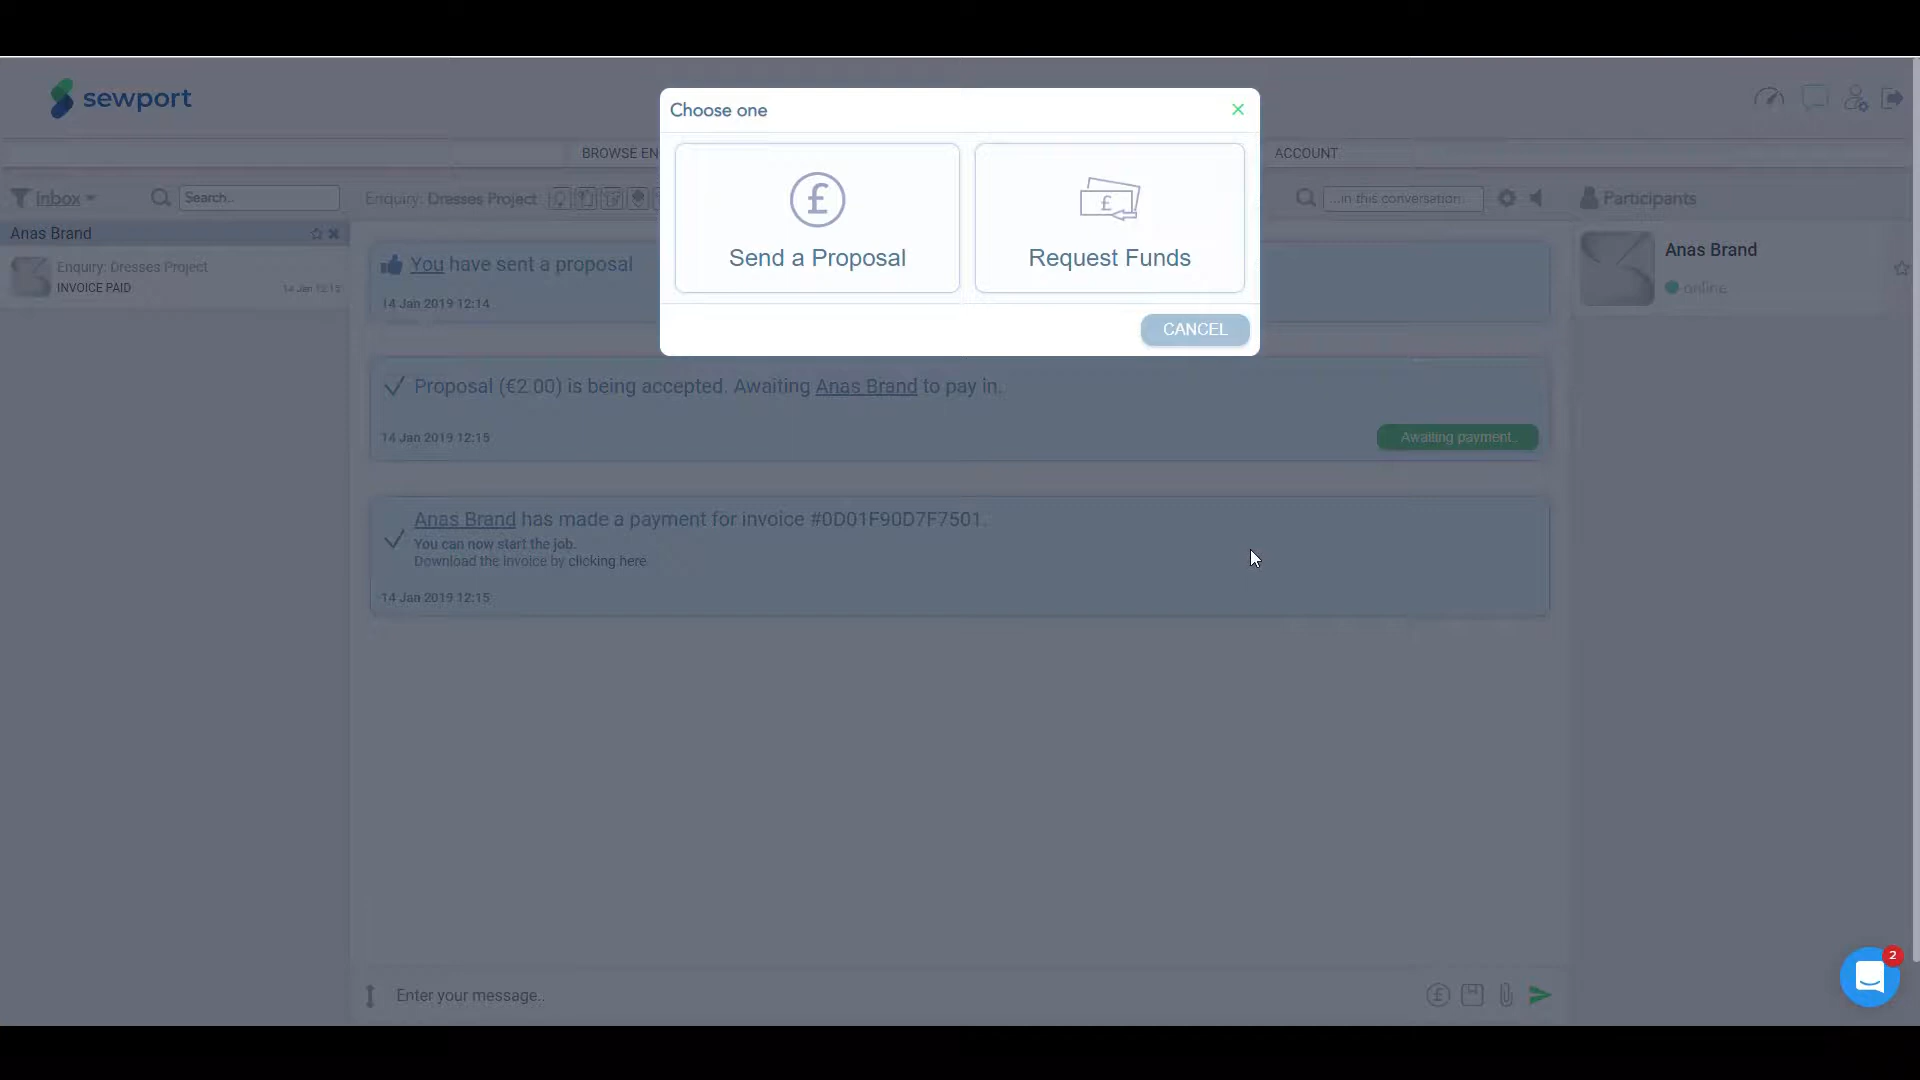 sewport
Choose one
×
£
Send a Proposal
£
Request Funds
CANCEL
BROWSE EN
ACCOUNT
Inbox
Search..
Enquiry: Dresses Project
...in this conversation...
Participants
Anas Brand
Enquiry: Dresses Project
INVOICE PAID
14 Jan 12:15
You have sent a proposal
14 Jan 2019 12:14
Proposal (€2.00) is being accepted. Awaiting Anas Brand to pay in.
14 Jan 2019 12:15
Awaiting payment..
Anas Brand has made a payment for invoice #0D01F90D7F7501.
You can now start the job.
Download the invoice by clicking here
14 Jan 2019 12:15
Anas Brand
online
Enter your message..
£
2